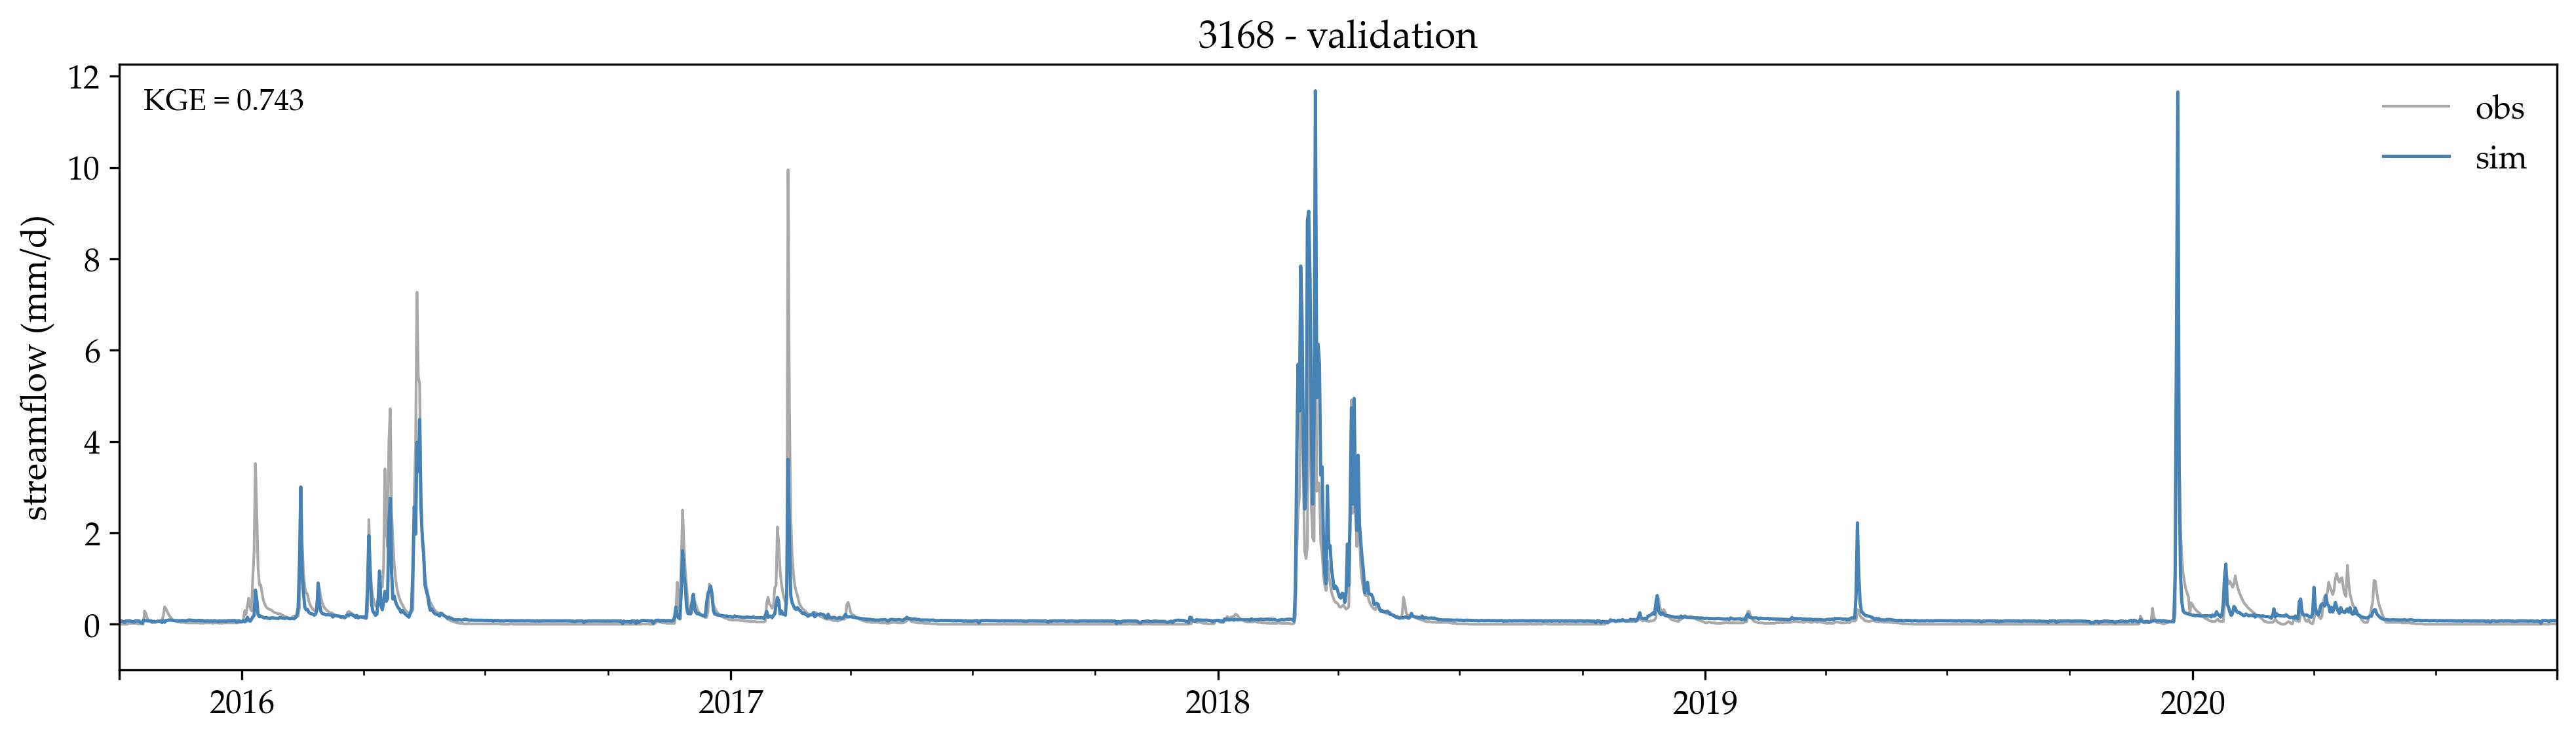 3168 - validation
KGE = 0.743
obs
sim
streamflow (mm/d)
12
10
8
6
4
2
0
2016 2017 2018 2019 2020